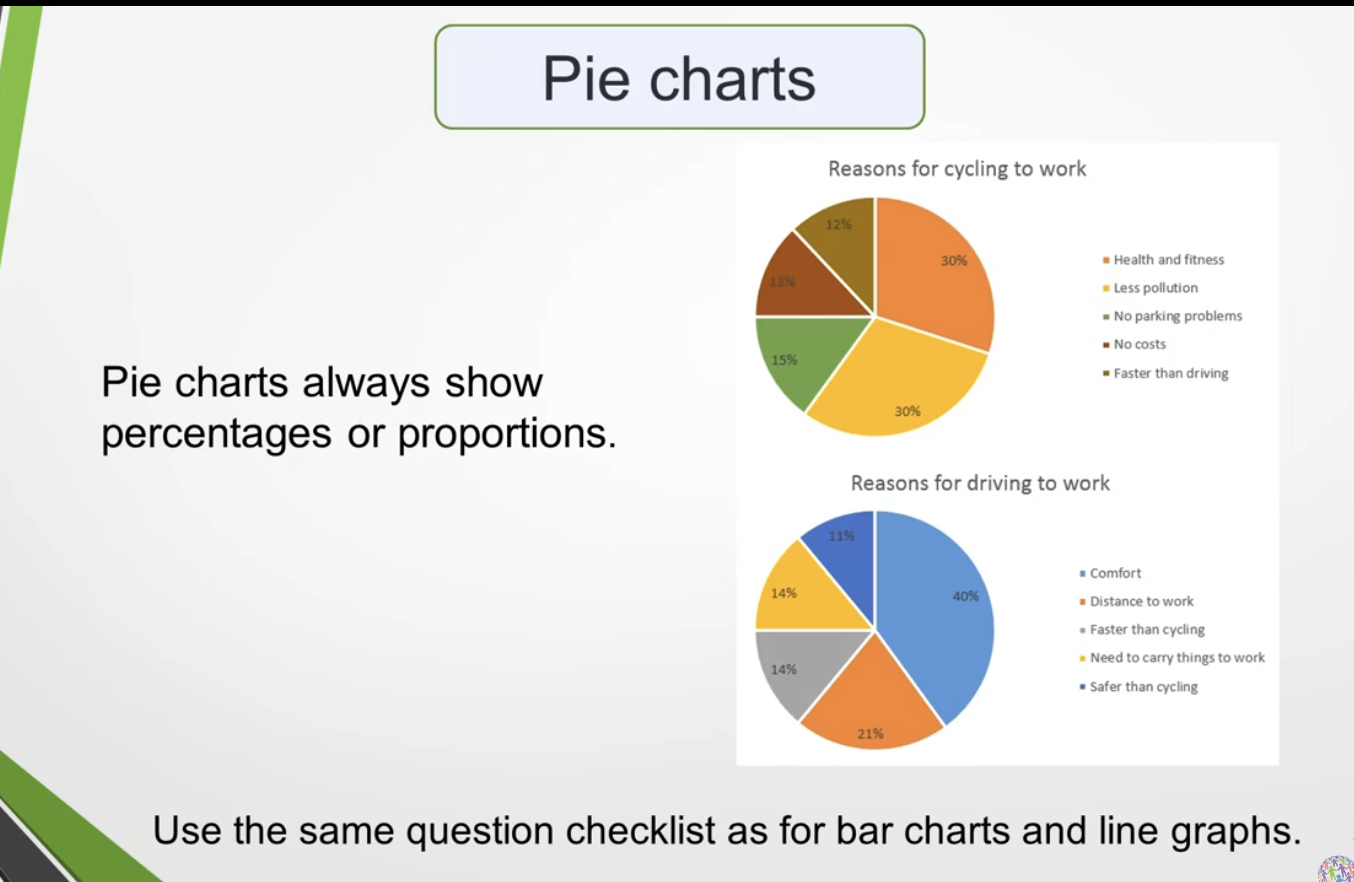 Pie charts
Pie charts always show
percentages or proportions.
Reasons for cycling to work
12%
30%
13%
15%
30%
Health and fitness
Less pollution
No parking problems
No costs
Faster than driving
Reasons for driving to work
11%
40%
14%
14%
21%
Comfort
Distance to work
Faster than cycling
Need to carry things to work
Safer than cycling
Use the same question checklist as for bar charts and line graphs.